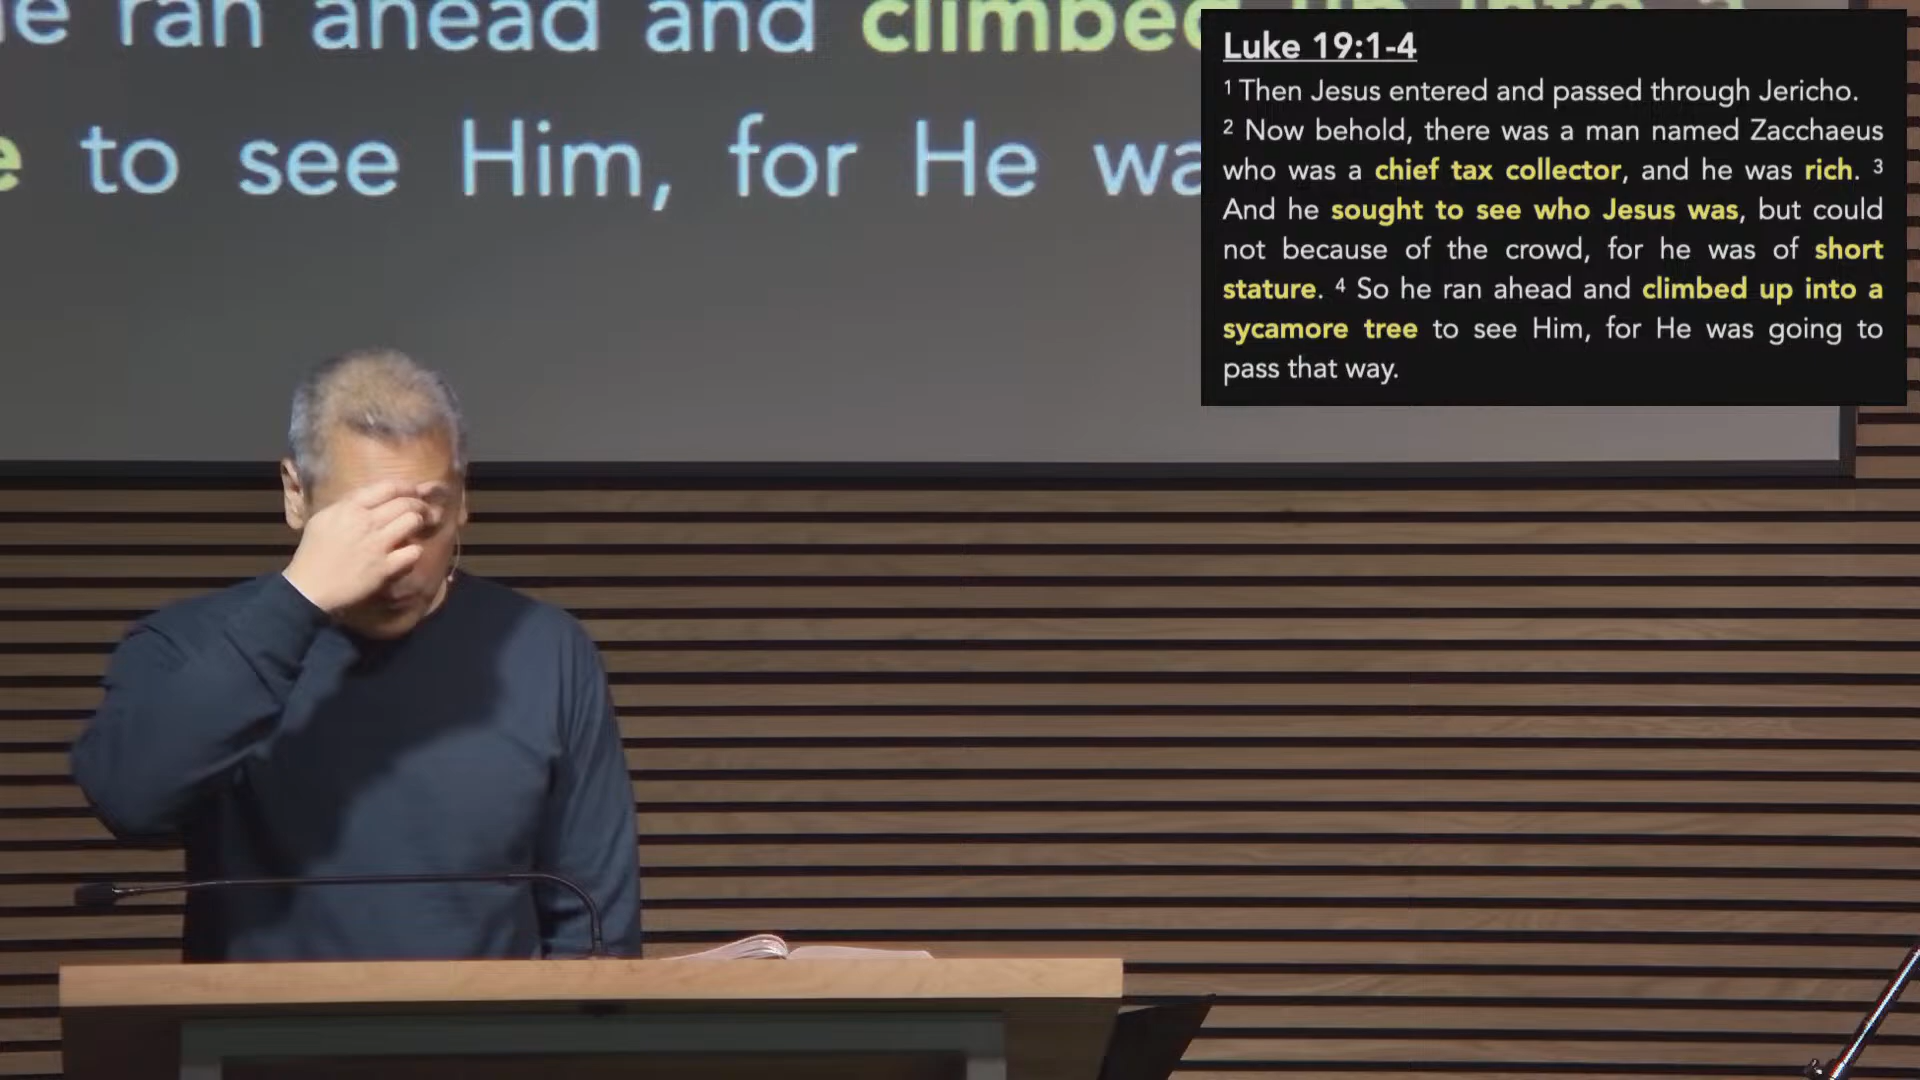 e ran ahead and climbed up into a
e to see Him, for He wa
Luke 19:1-4
1 Then Jesus entered and passed through Jericho.
2 Now behold, there was a man named Zacchaeus
who was a chief tax collector, and he was rich. 3
And he sought to see who Jesus was, but could
not because of the crowd, for he was of short
stature. 4 So he ran ahead and climbed up into a
sycamore tree to see Him, for He was going to
pass that way.